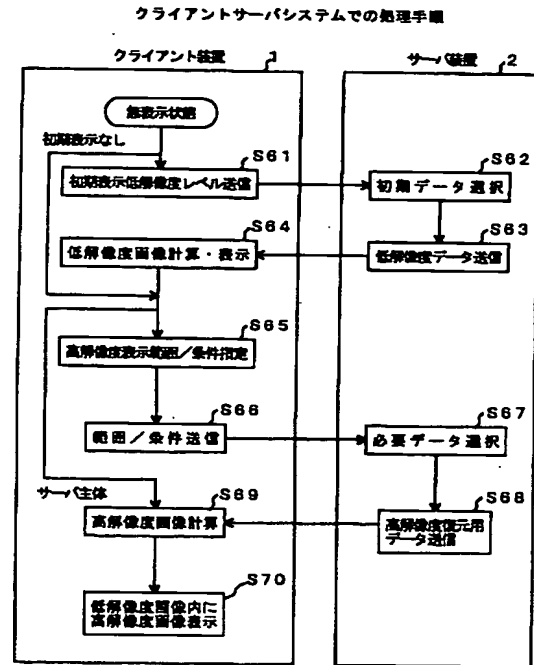 クライアントサーバシステムでの処理手順
クライアント装置 1
サーバ装置 2
無表示状態
初期表示なし
S61
初期表示低解像度レベル送信
S62
初期データ選択
S63
低解像度データ送信
S64
低解像度画像計算・表示
S65
高解像度表示範囲/条件指定
S66
範囲/条件送信
S67
必要データ選択
S68
高解像度復元用
データ送信
サーバ主体
S69
高解像度画像計算
S70
低解像度画像内に
高解像度画像表示